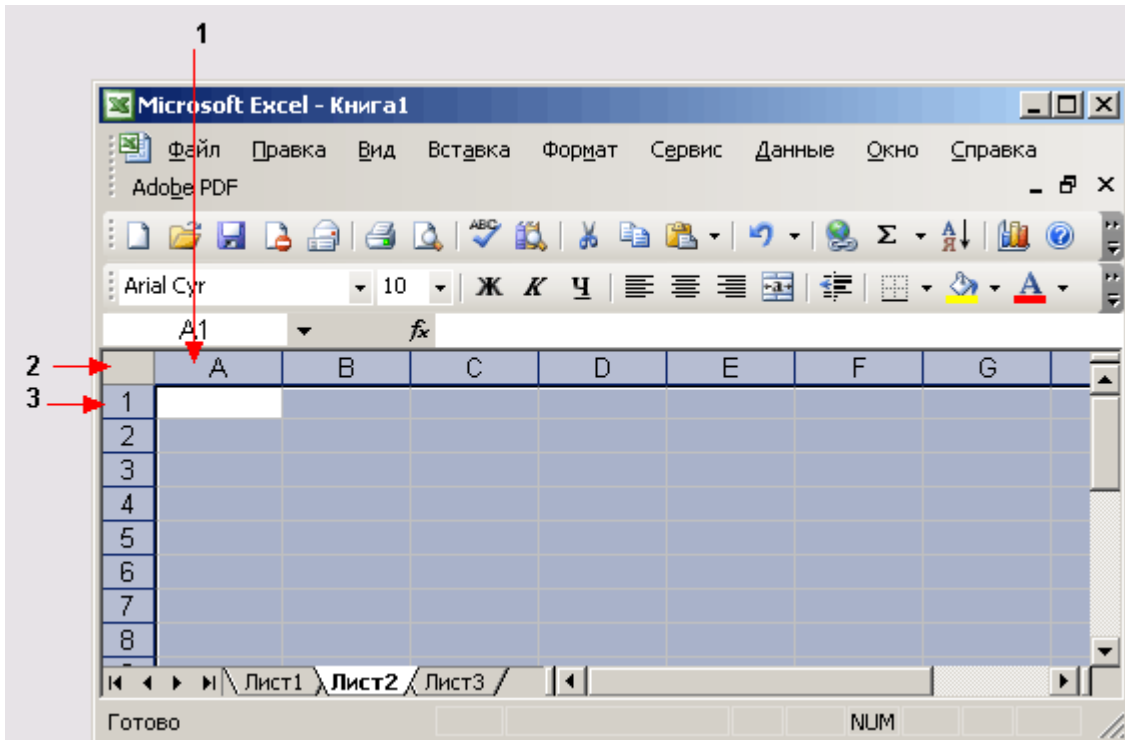 1
Microsoft Excel - Книга1
Файл Правка Вид Вставка Формат Сервис Данные Окно Справка
Adobe PDF
ABC Σ А Я
Arial Cyr 10 Ж К Ч a A
A1 fx
2 A B C D E F G
3 1
2
3
4
5
6
7
8
Лист1 Лист2 Лист3
Готово NUM